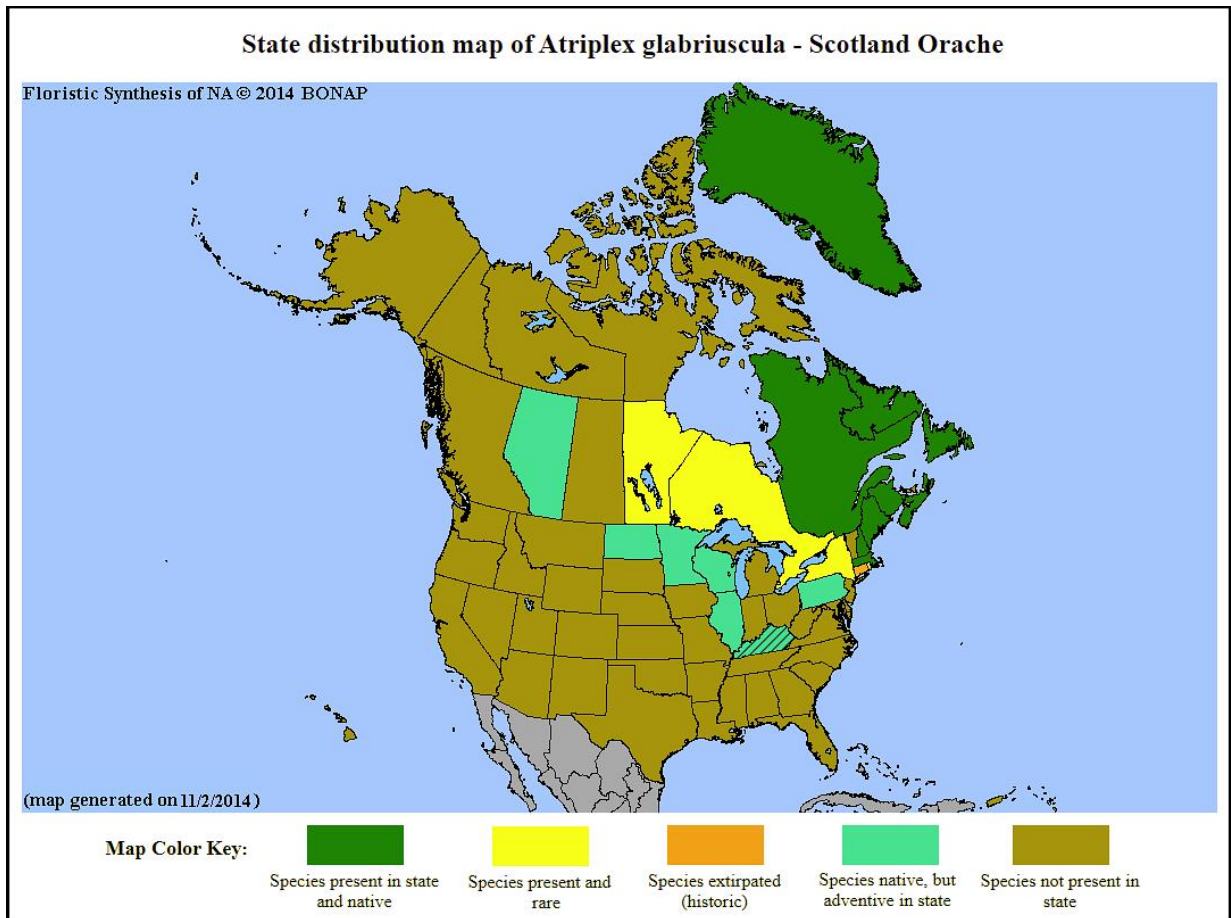 State distribution map of Atriplex glabriuscula - Scotland Orache
Floristic Synthesis of NA © 2014 BONAP
(map generated on 11/2/2014)
Map Color Key:
Species present in state
and native
Species present and
rare
Species extirpated
(historic)
Species native, but
adventive in state
Species not present in
state